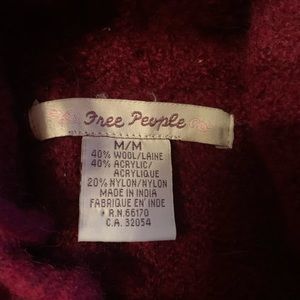 Free People
M/M
40% WOOL/LAINE
40% ACRYLIC/
ACRYLIQUE
20% NYLON/NYLON
MADE IN INDIA
FABRIQUE EN' INDE
R.N. 66170
C.A. 32054